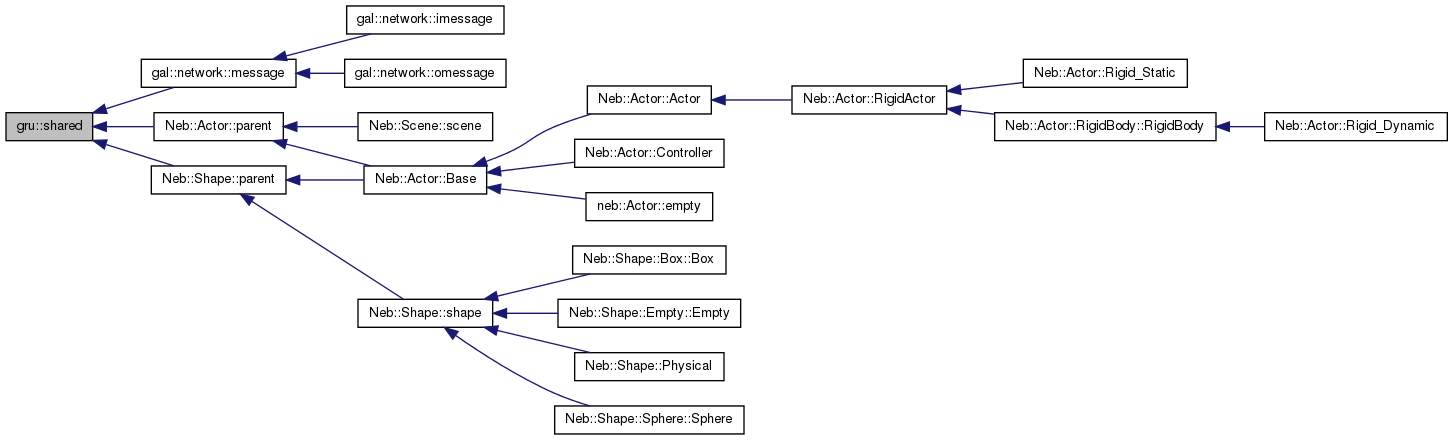 gal::network::imessage
gal::network::message
gal::network::omessage
Neb::Actor::Rigid_Static
Neb::Actor::Actor
Neb::Actor::RigidActor
gru::shared
Neb::Actor::parent
Neb::Scene::scene
Neb::Actor::RigidBody::RigidBody
Neb::Actor::Rigid_Dynamic
Neb::Actor::Controller
Neb::Shape::parent
Neb::Actor::Base
neb::Actor::empty
Neb::Shape::Box::Box
Neb::Shape::shape
Neb::Shape::Empty::Empty
Neb::Shape::Physical
Neb::Shape::Sphere::Sphere